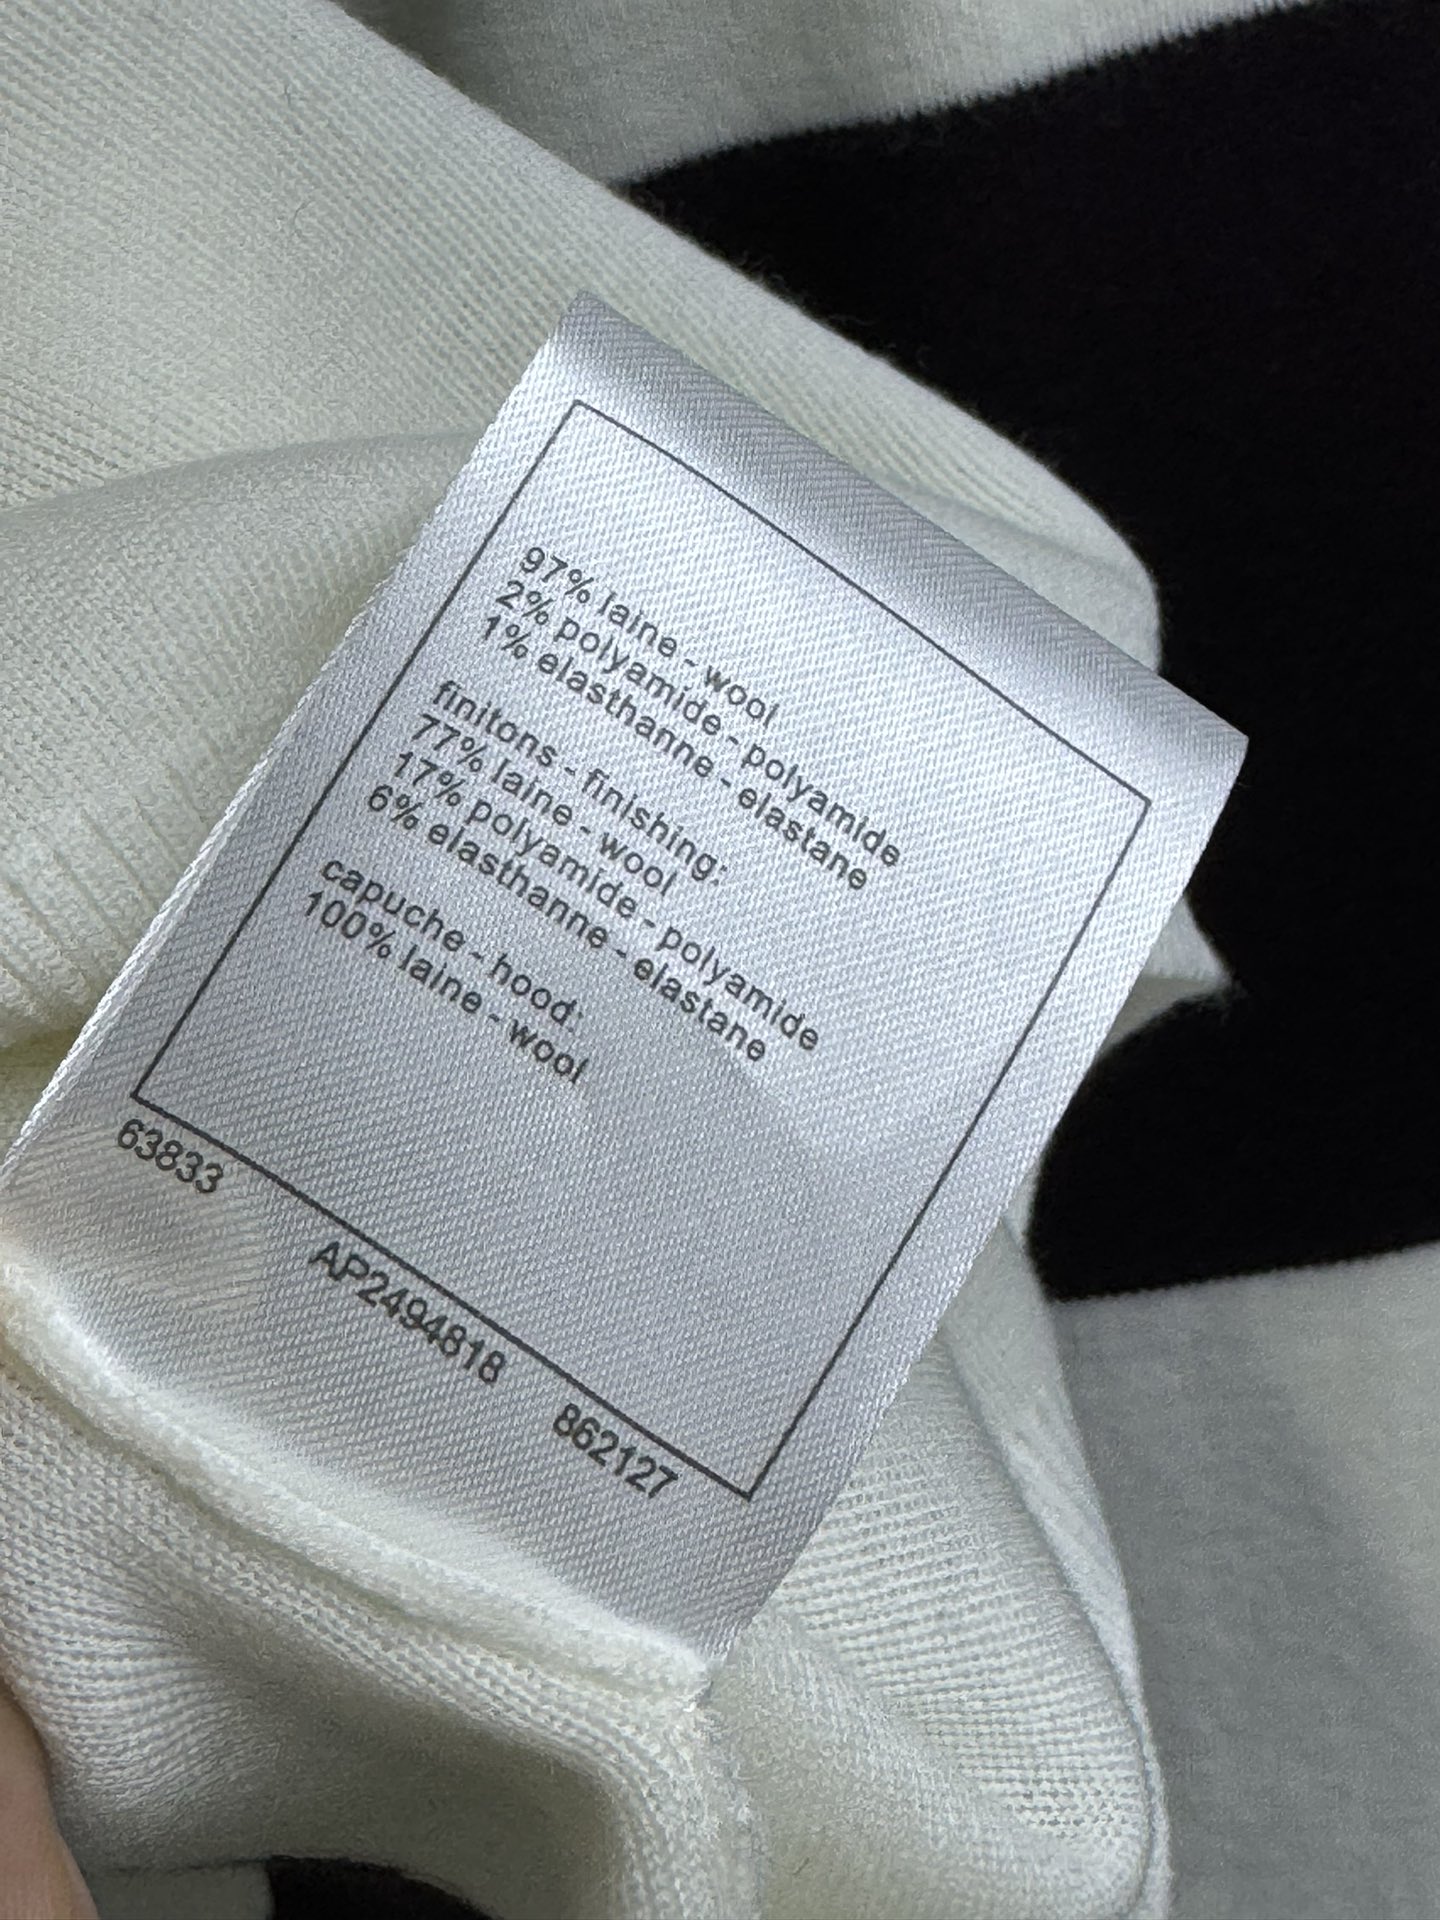 97% laine - wool
2% polyamide - polyamide
1% elasthanne - elastane
finitons - finishing:
77% laine - wool
17% polyamide - polyamide
6% elasthanne - elastane
capuche - hood:
100% laine - wool
63833
AP2494818
862127